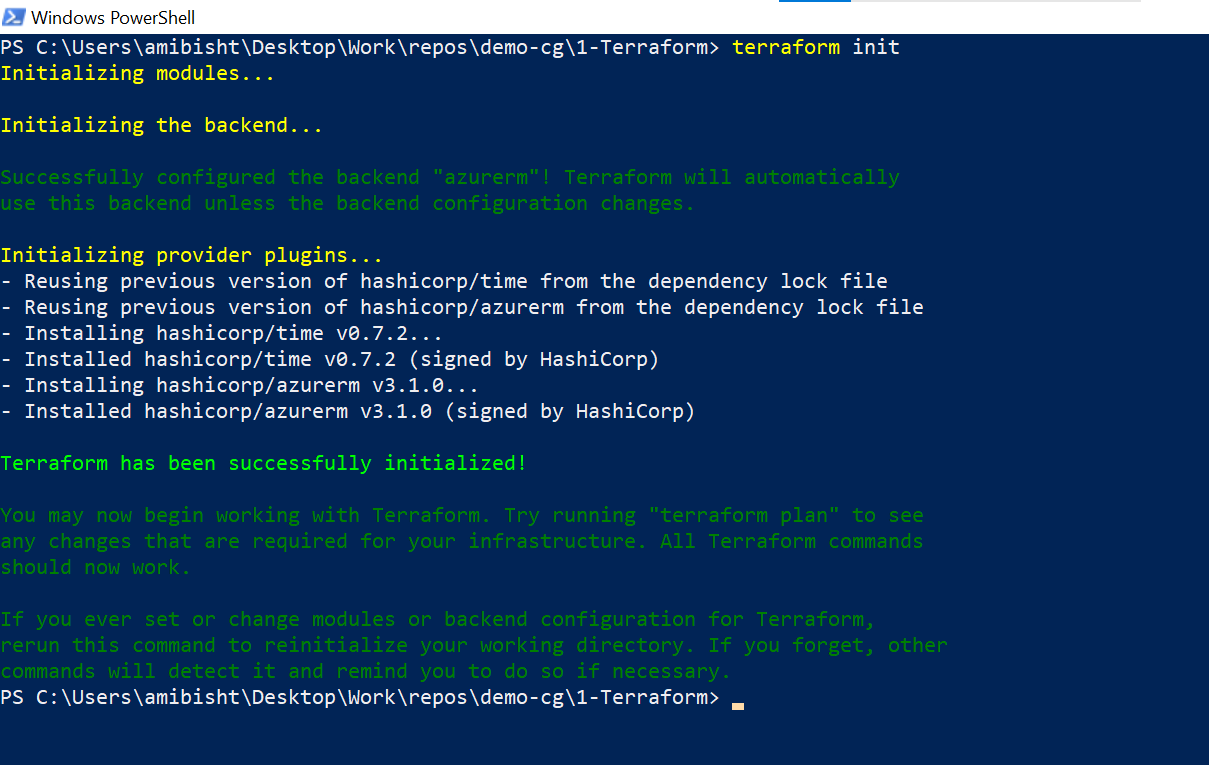 Windows PowerShell
PS C:\Users\amibisht\Desktop\Work\repos\demo-cg\1-Terraform> terraform init
Initializing modules...
Initializing the backend...
Successfully configured the backend "azurerm"! Terraform will automatically
use this backend unless the backend configuration changes.
Initializing provider plugins...
- Reusing previous version of hashicorp/time from the dependency lock file
- Reusing previous version of hashicorp/azurerm from the dependency lock file
- Installing hashicorp/time v0.7.2...
- Installed hashicorp/time v0.7.2 (signed by HashiCorp)
- Installing hashicorp/azurerm v3.1.0...
- Installed hashicorp/azurerm v3.1.0 (signed by HashiCorp)
Terraform has been successfully initialized!
You may now begin working with Terraform. Try running "terraform plan" to see
any changes that are required for your infrastructure. All Terraform commands
should now work.
If you ever set or change modules or backend configuration for Terraform,
rerun this command to reinitialize your working directory. If you forget, other
commands will detect it and remind you to do so if necessary.
PS C:\Users\amibisht\Desktop\Work\repos\demo-cg\1-Terraform>